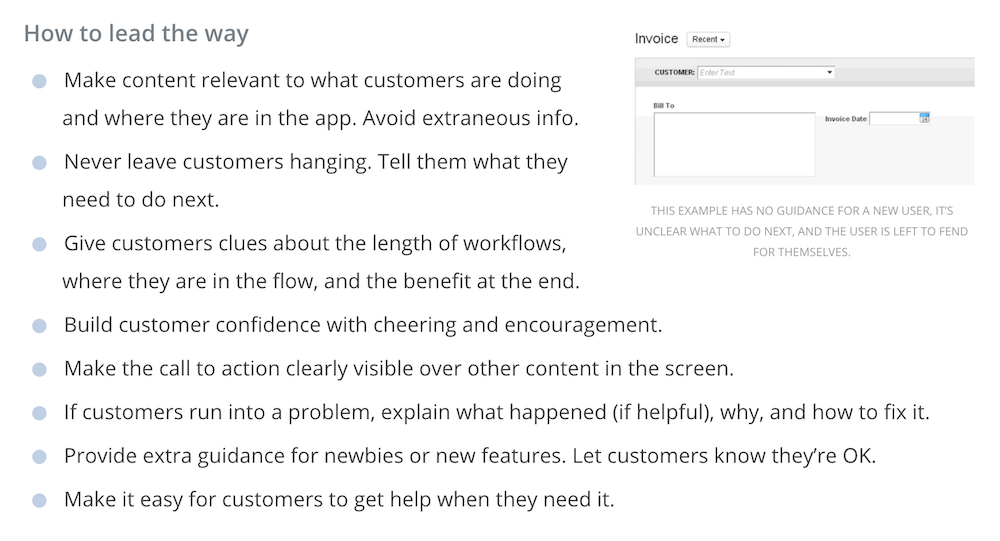 How to lead the way
Make content relevant to what customers are doing
and where they are in the app. Avoid extraneous info.
Never leave customers hanging. Tell them what they
need to do next.
Give customers clues about the length of workflows,
where they are in the flow, and the benefit at the end.
Build customer confidence with cheering and encouragement.
Make the call to action clearly visible over other content in the screen.
If customers run into a problem, explain what happened (if helpful), why, and how to fix it.
Provide extra guidance for newbies or new features. Let customers know they’re OK.
Make it easy for customers to get help when they need it.
Invoice Recent
CUSTOMER: Enter Text
Bill To
Invoice Date
THIS EXAMPLE HAS NO GUIDANCE FOR A NEW USER, IT’S
UNCLEAR WHAT TO DO NEXT, AND THE USER IS LEFT TO FEND
FOR THEMSELVES.